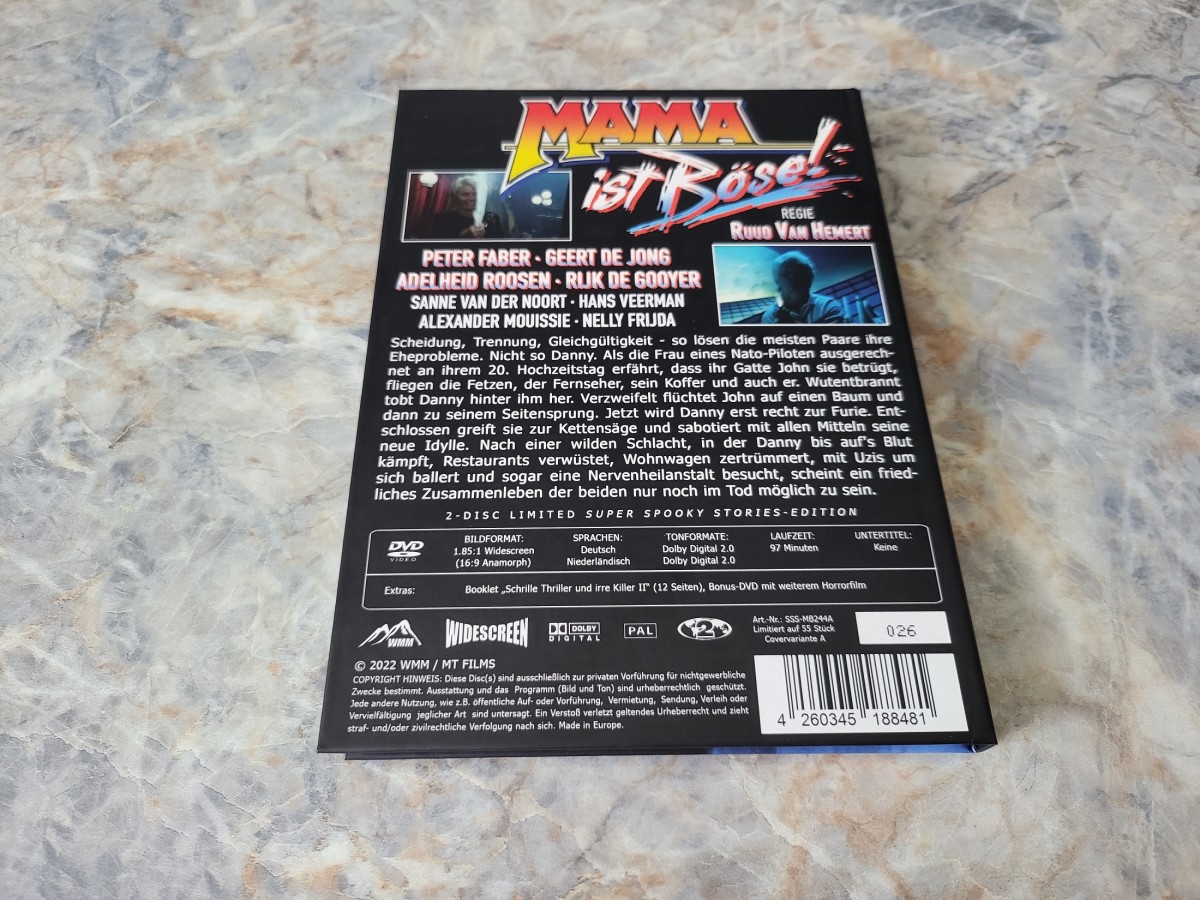 MAMA
ist Böse!
REGIE
RUUD VAN HEMERT
PETER FABER · GEERT DE JONG
ADELHEID ROOSEN · RIJK DE GOOYER
SANNE VAN DER NOORT · HANS VEERMAN
ALEXANDER MOUISSIE · NELLY FRIJDA
Scheidung, Trennung, Gleichgültigkeit - so lösen die meisten Paare ihre
Eheprobleme. Nicht so Danny. Als die Frau eines Nato-Piloten ausgerech-
net an ihrem 20. Hochzeitstag erfährt, dass ihr Gatte John sie betrügt,
fliegen die Fetzen, der Fernseher, sein Koffer und auch er. Wutentbrannt
tobt Danny hinter ihm her. Verzweifelt flüchtet John auf einen Baum und
dann zu seinem Seitensprung. Jetzt wird Danny erst recht zur Furie. Ent-
schlossen greift sie zur Kettensäge und sabotiert mit allen Mitteln seine
neue Idylle. Nach einer wilden Schlacht, in der Danny bis auf's Blut
kämpft, Restaurants verwüstet, Wohnwagen zertrümmert, mit Uzis um
sich ballert und sogar eine Nervenheilanstalt besucht, scheint ein fried-
liches Zusammenleben der beiden nur noch im Tod möglich zu sein.
2-DISC LIMITED SUPER SPOOKY STORIES-EDITION
DVD
VIDEO
BILDFORMAT:
1.85:1 Widescreen
(16:9 Anamorph)
SPRACHEN:
Deutsch
Niederländisch
TONFORMATE:
Dolby Digital 2.0
Dolby Digital 2.0
LAUFZEIT:
97 Minuten
UNTERTITEL:
Keine
Extras: Booklet „Schrille Thriller und irre Killer II" (12 Seiten), Bonus-DVD mit weiterem Horrorfilm
WMM
WIDESCREEN
DOLBY
DIGITAL
PAL
2
Art.-Nr.: SSS-MB244A
Limitiert auf 55 Stück
Covervariante A
026
© 2022 WMM / MT FILMS
COPYRIGHT HINWEIS: Diese Disc(s) sind ausschließlich zur privaten Vorführung für nichtgewerbliche
Zwecke bestimmt. Ausstattung und das Programm (Bild und Ton) sind urheberrechtlich geschützt.
Jede andere Nutzung, wie z.B. öffentliche Auf- oder Vorführung, Vermietung, Sendung, Verleih oder
Vervielfältigung jeglicher Art sind untersagt. Ein Verstoß verletzt geltendes Urheberrecht und zieht
straf- und/oder zivilrechtliche Verfolgung nach sich. Made in Europe.
4 260345 188481